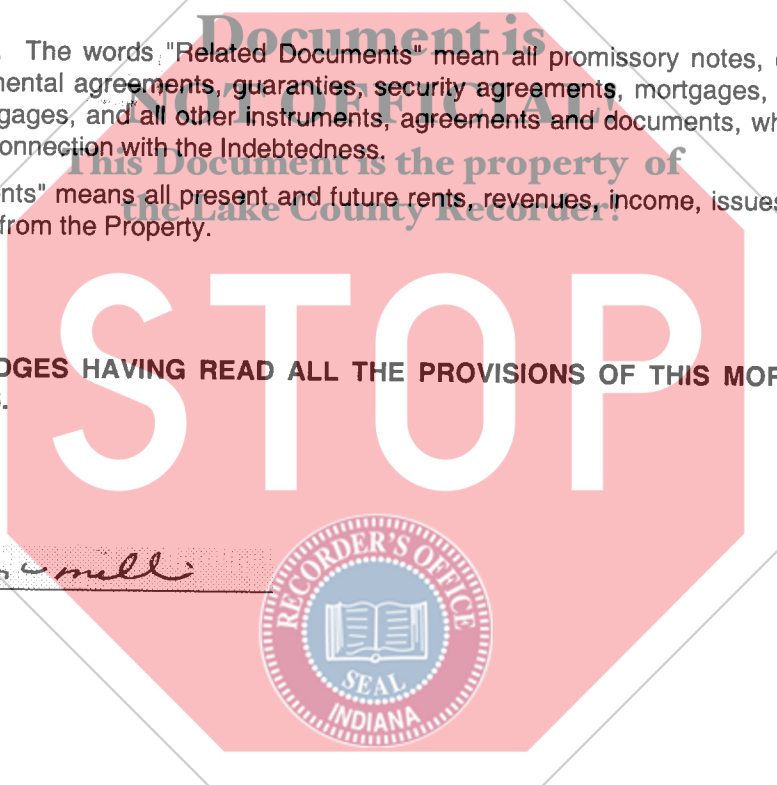 Document is
. The words "Related Documents" mean all promissory notes,
mental agreements, guaranties, security agreements, mortgages,
gages, and all other instruments, agreements and documents, wh
NOT OFFICIAL!
onnection with the Indebtedness.
This Document is the property of
nts" means all present and future rents, revenues, income, issues
the Lake County Recorder!
from the Property.
DGES HAVING READ ALL THE PROVISIONS OF THIS MOR
STOP
RECORDER'S OFFICE
SEAL
INDIANA